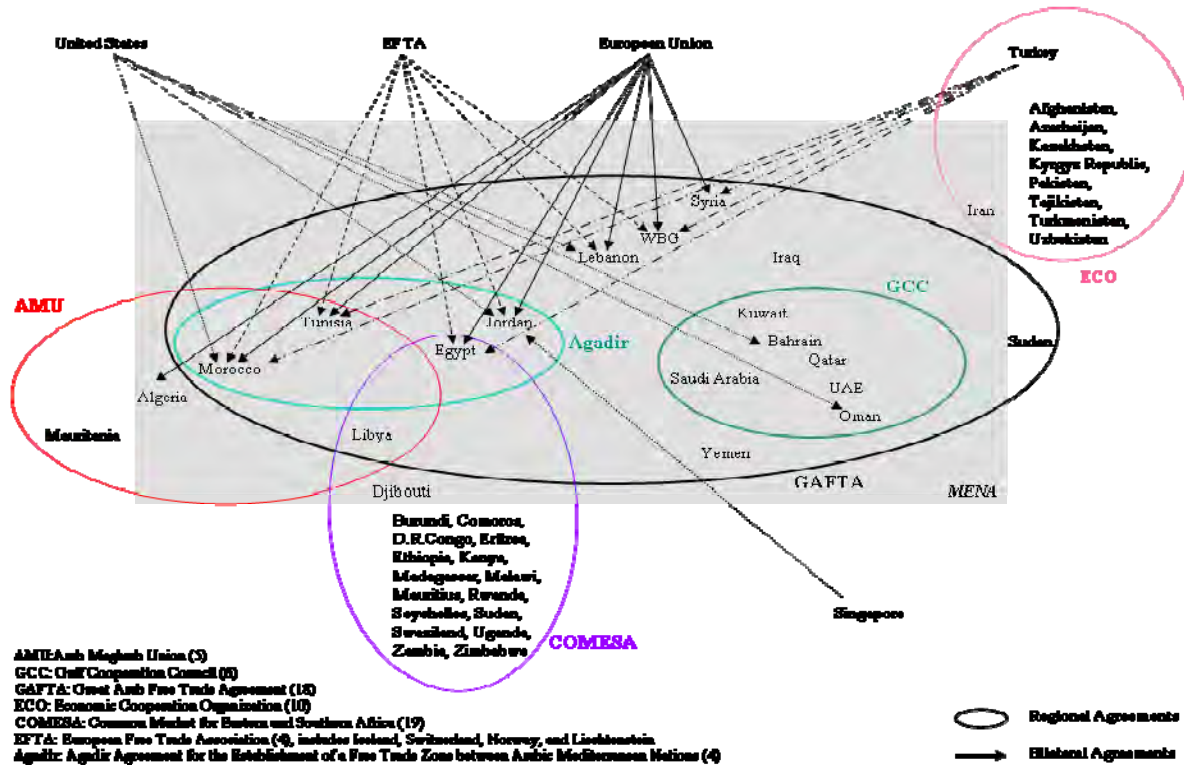 United States
EFTA
European Union
Turkey
Afghanistan,
Azerbaijan,
Kazakhstan,
Kyrgyz Republic,
Pakistan,
Tajikistan,
Turkmenistan,
Uzbekistan
Syria
Iran
WBG
Lebanon
Iraq
ECO
GCC
AMU
Kuwait
Tunisia
Jordan
Sudan
Agadir
Bahrain
Egypt
Qatar
Morocco
Saudi Arabia
UAE
Algeria
Oman
Mauritania
Libya
Yemen
GAFTA
Djibouti
MENA
Burundi, Comoros,
D.R.Congo, Eritrea,
Ethiopia, Kenya,
Madagascar, Malawi,
Mauritius, Rwanda,
Seychelles, Sudan,
Swaziland, Uganda,
Zambia, Zimbabwe
Singapore
COMESA
AMU:Arab Maghreb Union (5)
GCC: Gulf Cooperation Council (6)
GAFTA: Great Arab Free Trade Agreement (18)
ECO: Economic Cooperation Organization (10)
COMESA: Common Market for Eastern and Southern Africa (19)
EFTA: European Free Trade Association (4), includes Iceland, Switzerland, Norway, and Liechtenstein
Agadir: Agadir Agreement for the Establishment of a Free Trade Zone between Arabic Mediterranean Nations (4)
Regional Agreements
Bilateral Agreements